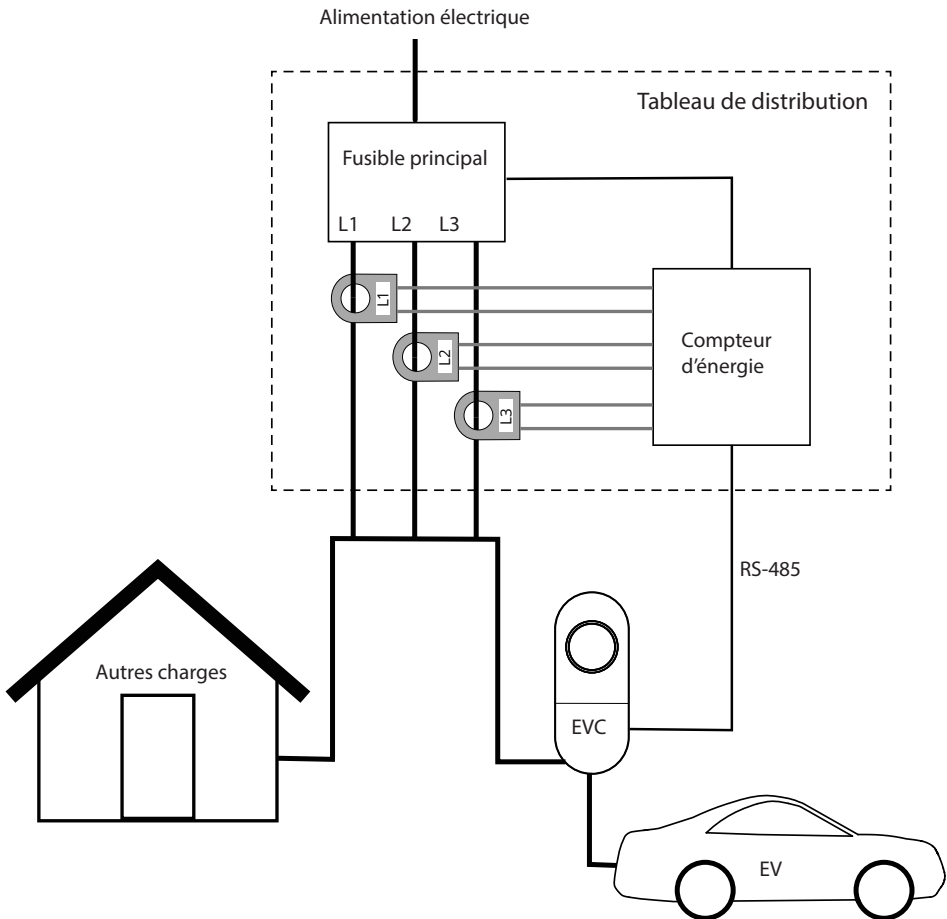 Alimentation électrique
Tableau de distribution
Fusible principal
L1 L2 L3
L1
L2
L3
Compteur
d’énergie
RS-485
Autres charges
EVC
EV